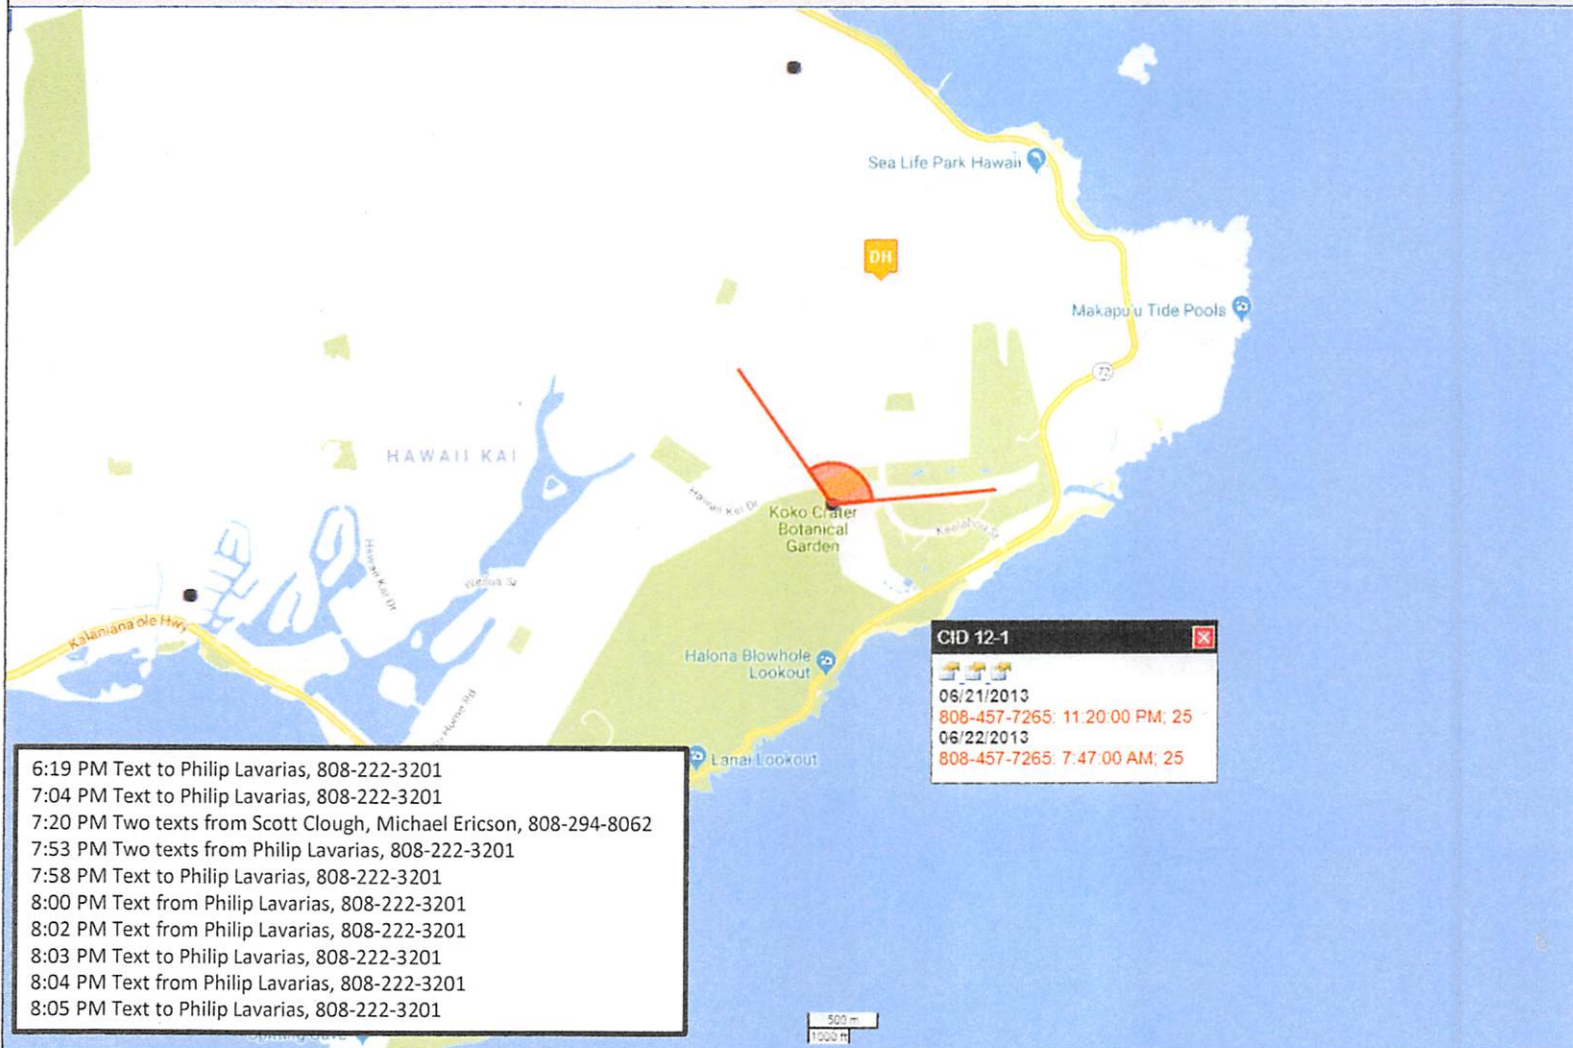 Sea Life Park Hawaii
DH
Makapu'u Tide Pools
72
HAWAII KAI
Hawaii Kai Dr
Koko Crater
Botanical
Garden
Kealahou St
Hawaii Kai Dr
Kalaniana'ole Hwy
CID 12-1
06/21/2013
808-457-7265: 11:20:00 PM; 25
06/22/2013
808-457-7265: 7:47:00 AM; 25
Halona Blowhole
Lookout
Lanai Lookout
6:19 PM Text to Philip Lavarias, 808-222-3201
7:04 PM Text to Philip Lavarias, 808-222-3201
7:20 PM Two texts from Scott Clough, Michael Ericson, 808-294-8062
7:53 PM Two texts from Philip Lavarias, 808-222-3201
7:58 PM Text to Philip Lavarias, 808-222-3201
8:00 PM Text from Philip Lavarias, 808-222-3201
8:02 PM Text from Philip Lavarias, 808-222-3201
8:03 PM Text to Philip Lavarias, 808-222-3201
8:04 PM Text from Philip Lavarias, 808-222-3201
8:05 PM Text to Philip Lavarias, 808-222-3201
500 m
1000 ft